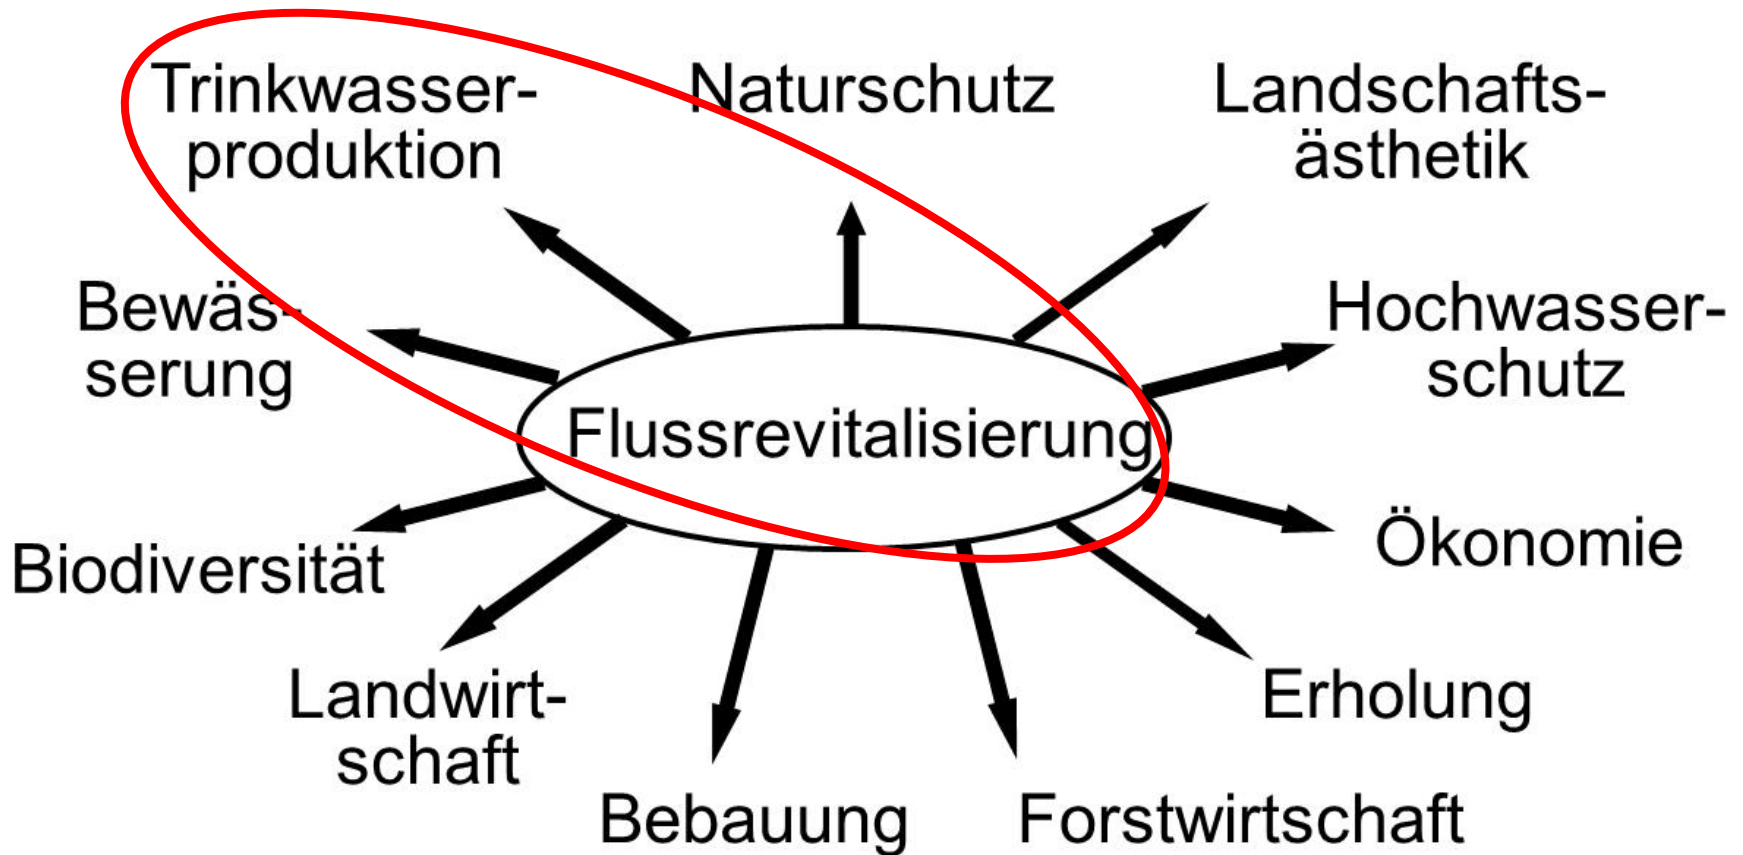 Trinkwasser-
produktion
Naturschutz
Landschafts-
ästhetik
Bewäs-
serung
Hochwasser-
schutz
Flussrevitalisierung
Biodiversität
Ökonomie
Landwirt-
schaft
Erholung
Bebauung
Forstwirtschaft